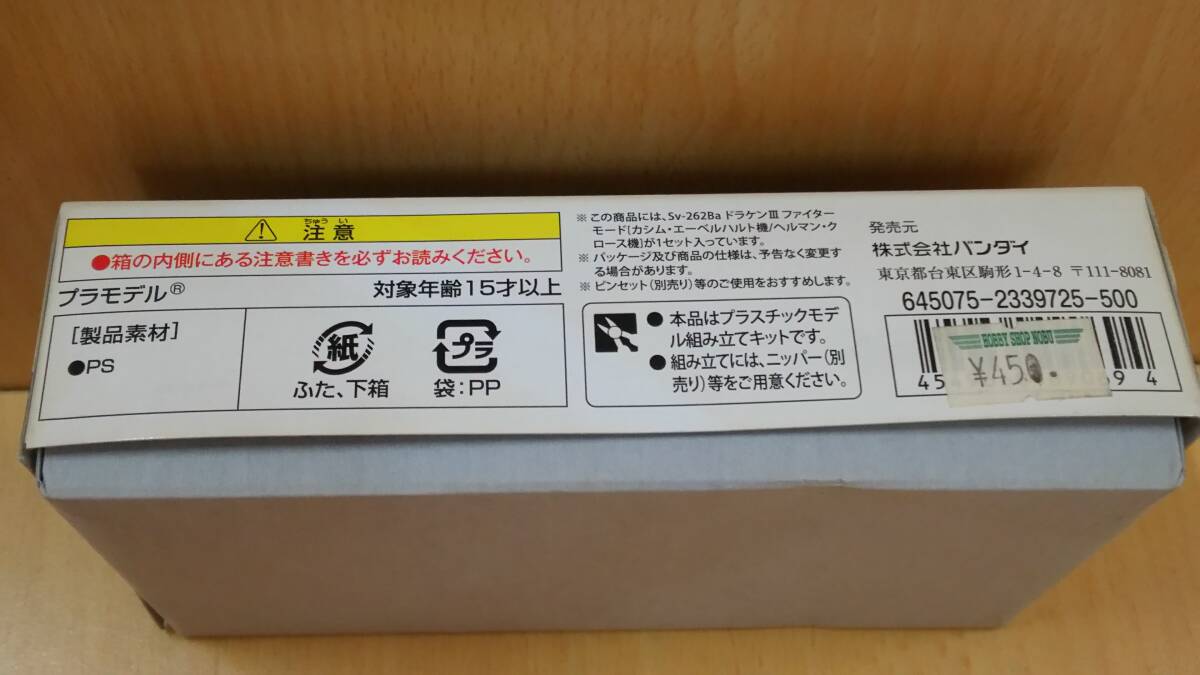 ちゅう い
注意
●箱の内側にある注意書きを必ずお読みください。
プラモデル® 対象年齢15才以上
[製品素材]
●PS
紙
ふた、下箱
プラ
袋:PP
※ この商品には、Sv-262Ba ドラケンⅢ ファイター
モード[カシム・エーベルハルト機/ヘルマン・ク
ロース機]が1セット入っています。
※ パッケージ及び商品の仕様は、予告なく変更す
る場合があります。
※ ピンセット(別売り)等のご使用をおすすめします。
● 本品はプラスチックモデ
ル組み立てキットです。
● 組み立てには、ニッパー(別
売り)等をご用意ください。
発売元
株式会社バンダイ
東京都台東区駒形1-4-8 〒111-8081
645075-2339725-500
HOBBY SHOP NOBU
¥450.
45
94